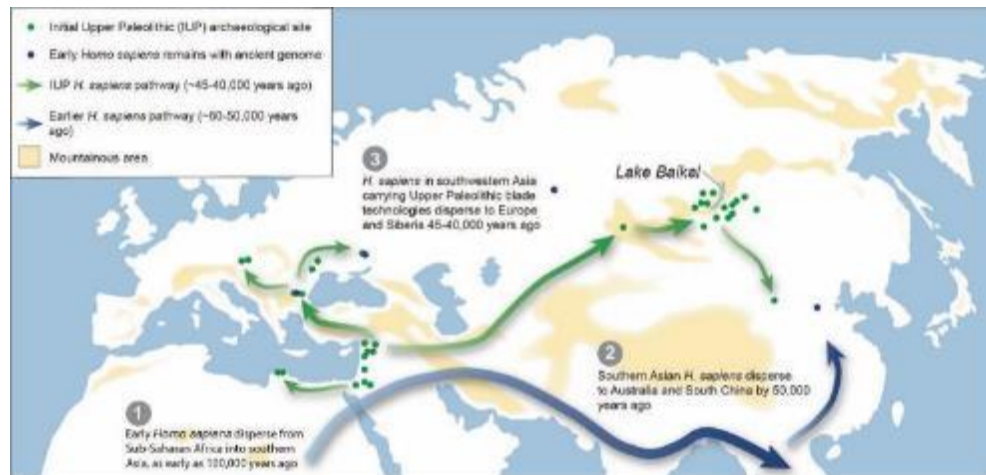 Initial Upper Paleolithic (IUP) archaeological site
Early Homo sapiens remains with ancient genome
IUP H. sapiens pathway (~45-40,000 years ago)
Earlier H. sapiens pathway (~60-50,000 years
ago)
Mountainous area
3
H. sapiens in southwestern Asia
carrying Upper Paleolithic blade
technologies disperse to Europe
and Siberia 45-40,000 years ago
Lake Baikal
2
Southern Asian H. sapiens disperse
to Australia and South China by 50,000
years ago
1
Early Homo sapiens disperse from
Sub-Saharan Africa into southern
Asia, as early as 100,000 years ago